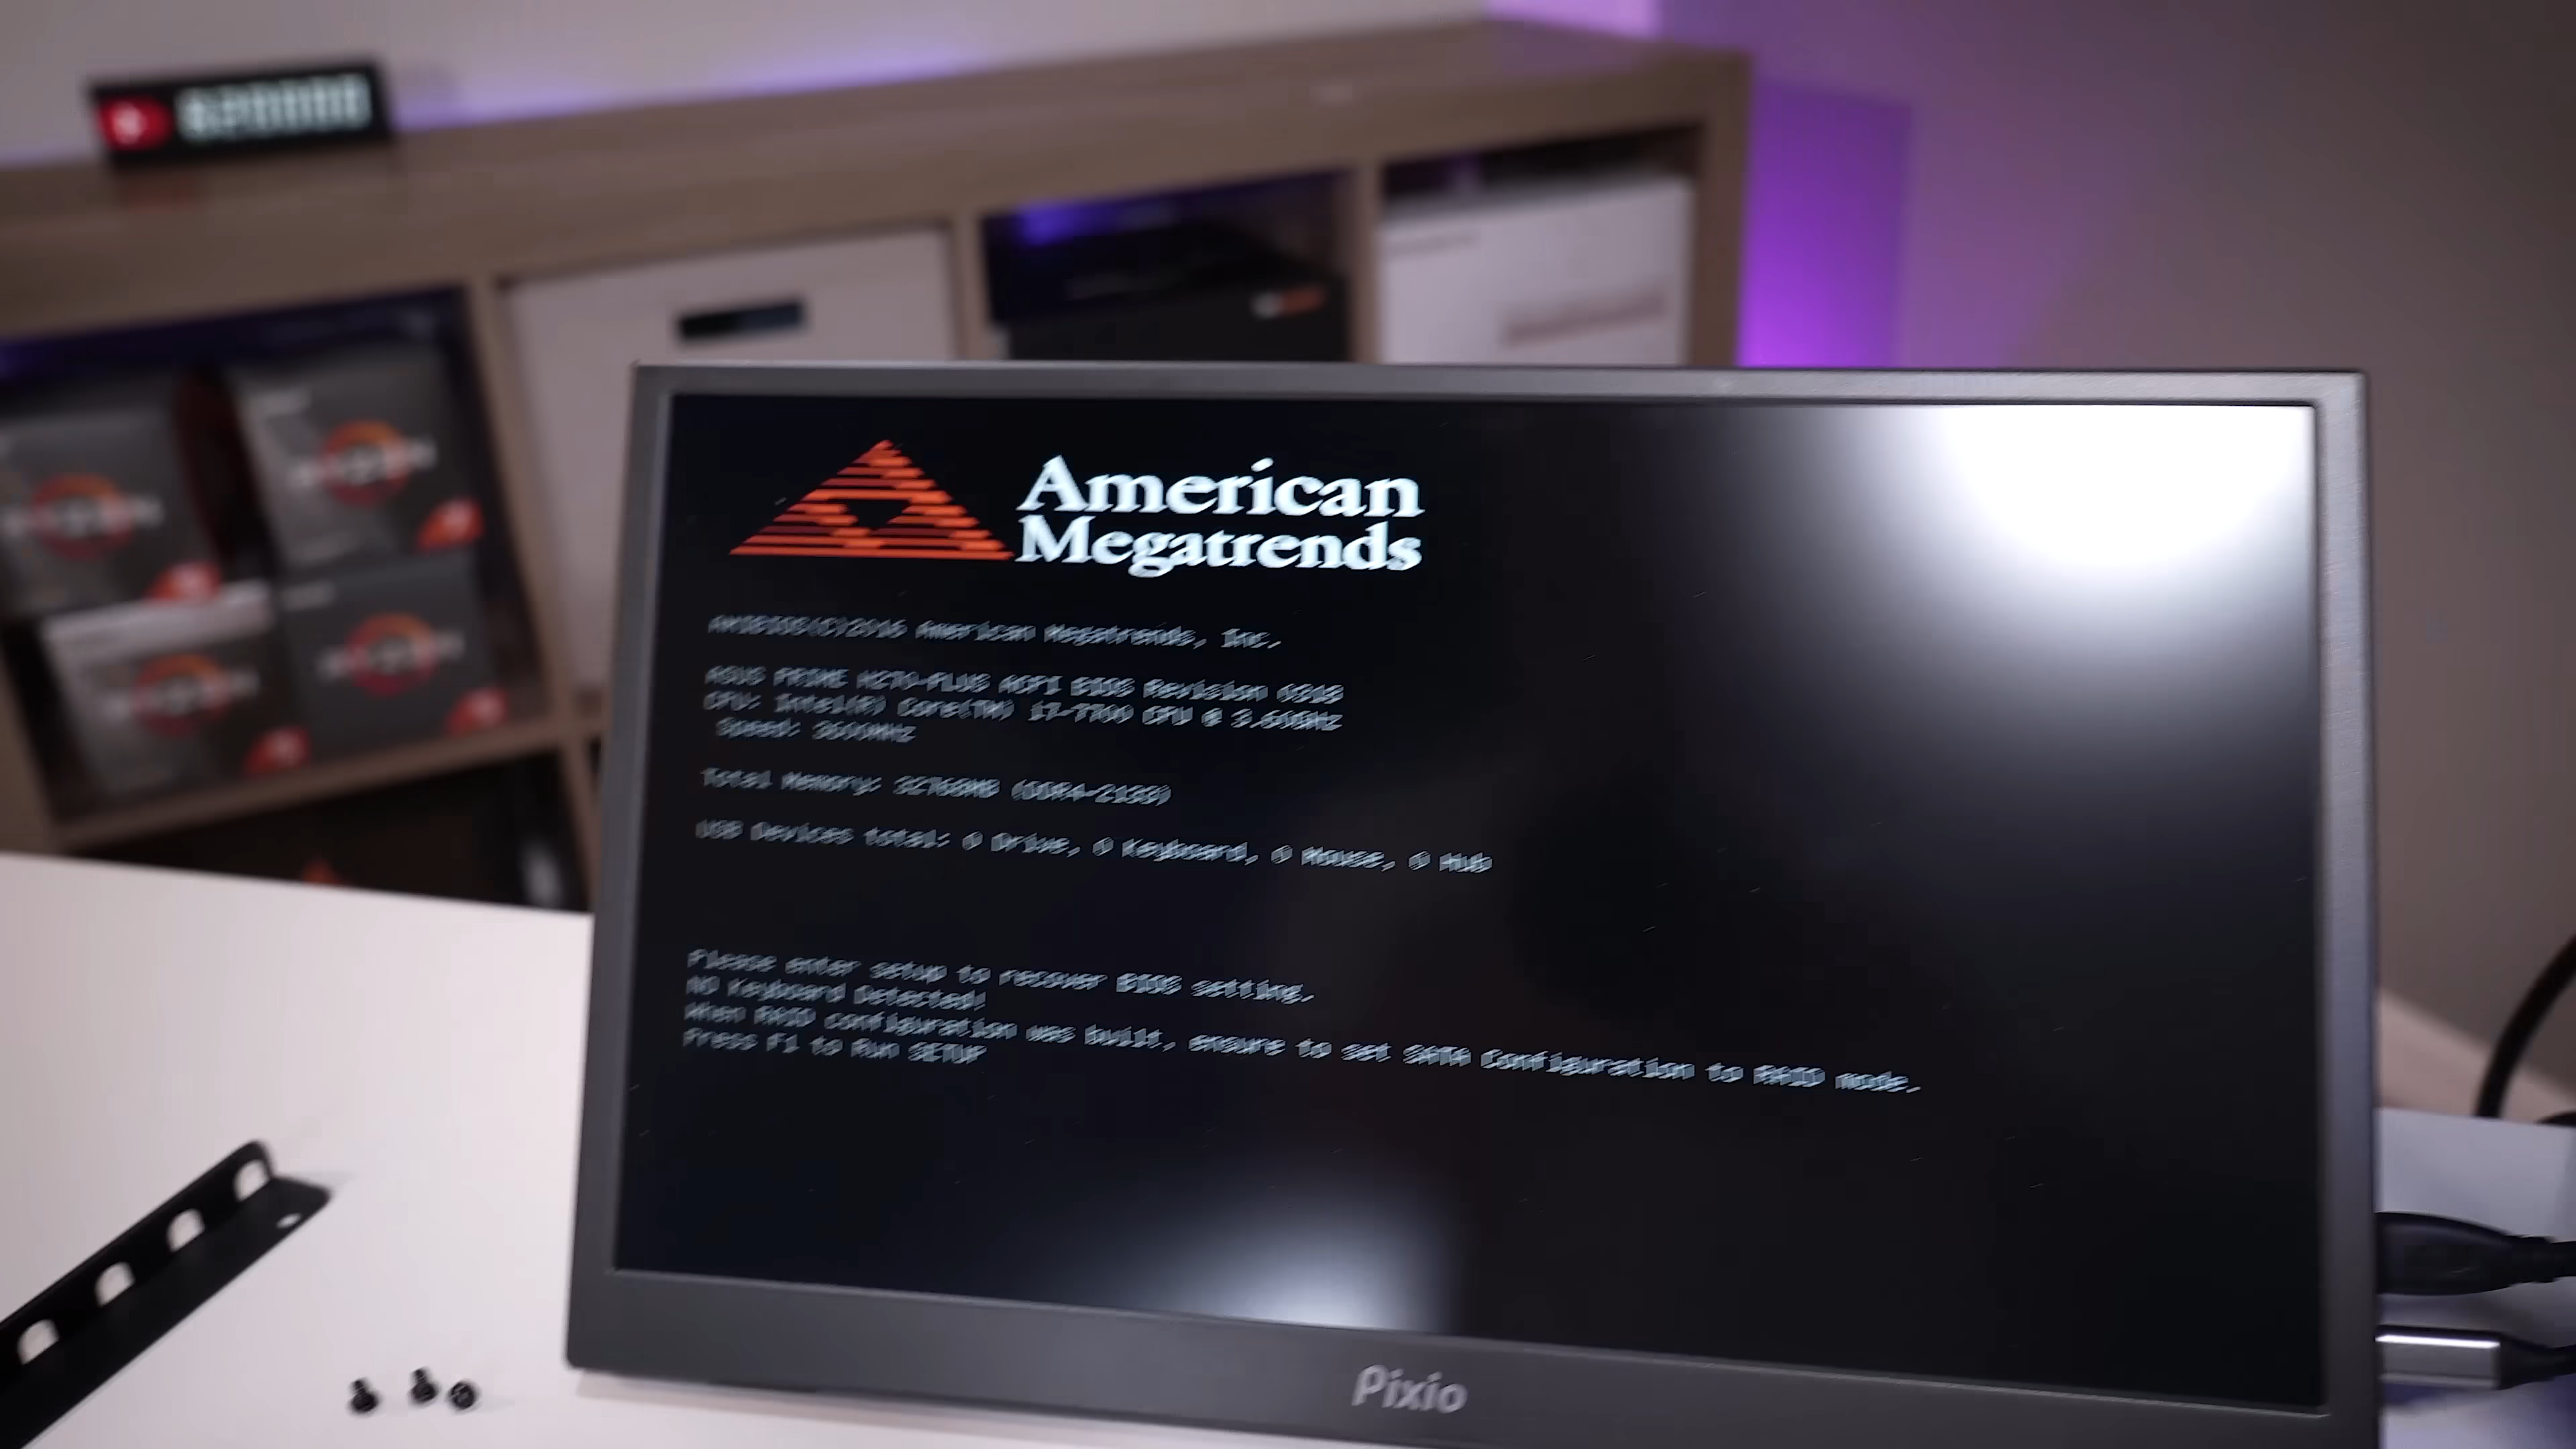 American
Megatrends
AMIBIOS(C)2016 American Megatrends, Inc.
ASUS PRIME H270-PLUS ACPI BIOS Revision
CPU: Intel(R) Core(TM) i7-7700 CPU @ 3.60GHz
Speed: 3600MHz
Total Memory: 32768MB (DDR4-2133)
USB Devices total: 0 Drive, 0 Keyboard, 0 Mouse, 0 Hub
Please enter setup to recover BIOS setting.
NO Keyboard Detected!
When RAID configuration was built, ensure to set SATA Configuration to RAID mode.
Press F1 to Run SETUP
Pixio